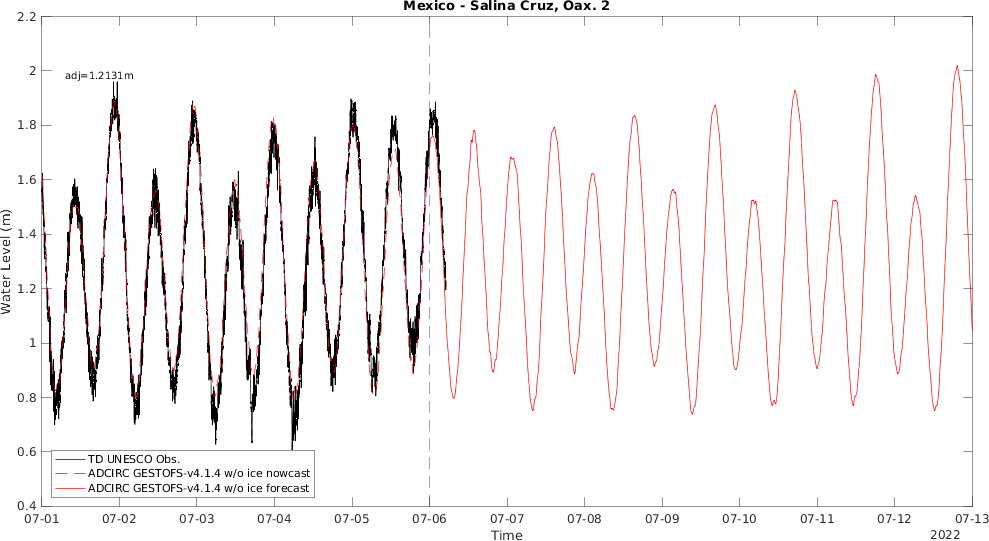 Mexico - Salina Cruz, Oax. 2
2.2
2
1.8
1.6
1.4
1.2
1
0.8
0.6
0.4
Water Level (m)
adj=1.2131m
TD UNESCO Obs.
ADCIRC GESTOFS-v4.1.4 w/o ice nowcast
ADCIRC GESTOFS-v4.1.4 w/o ice forecast
07-01 07-02 07-03 07-04 07-05 07-06 07-07 07-08 07-09 07-10 07-11 07-12 07-13
Time
2022